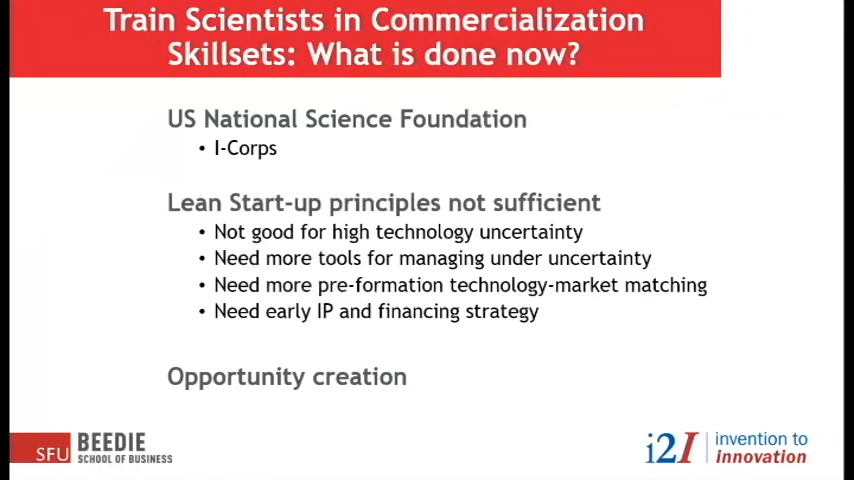 Train Scientists in Commercialization
Skillsets: What is done now?
US National Science Foundation
• I-Corps
Lean Start-up principles not sufficient
• Not good for high technology uncertainty
• Need more tools for managing under uncertainty
• Need more pre-formation technology-market matching
• Need early IP and financing strategy
Opportunity creation
SFU BEEDIE
SCHOOL OF BUSINESS
i2I invention to
innovation